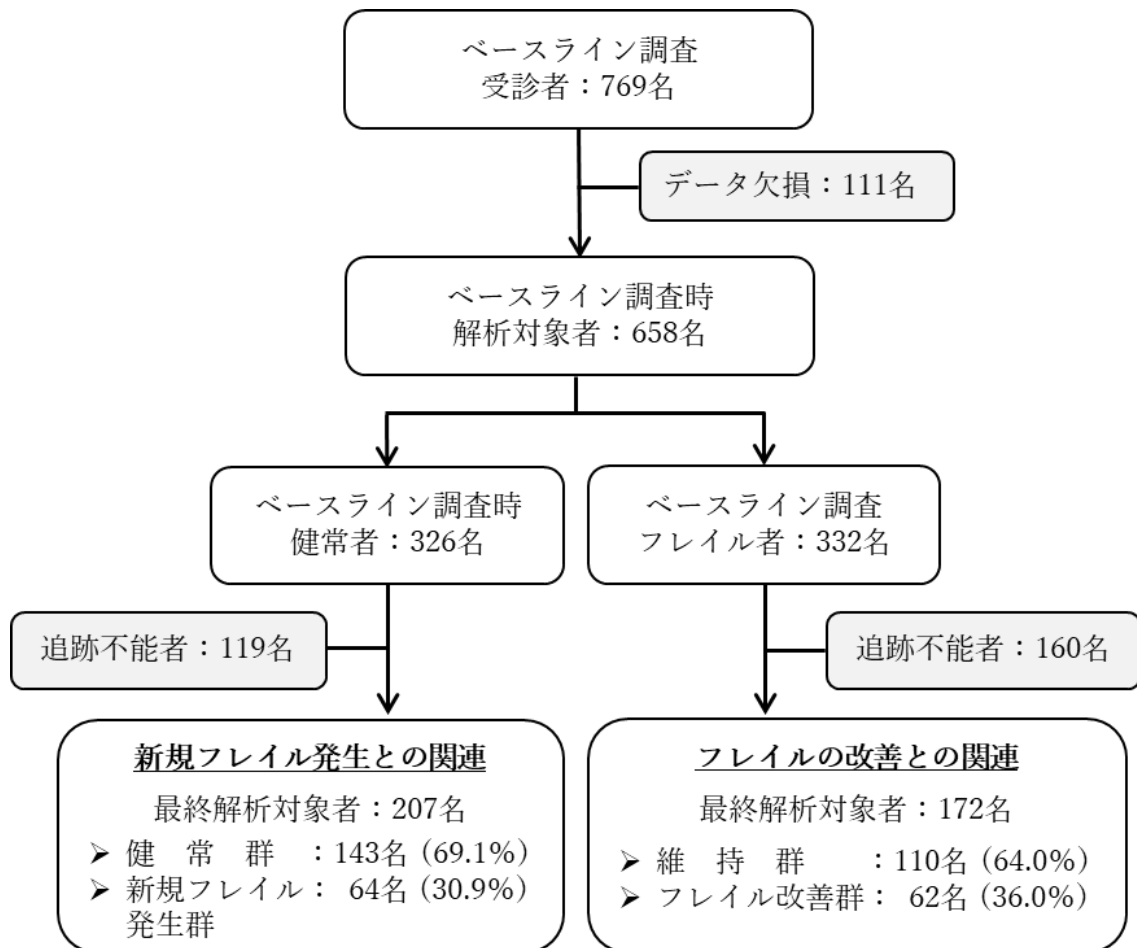 ベースライン調査
受診者：769名
データ欠損：111名
ベースライン調査時
解析対象者：658名
ベースライン調査時
健常者：326名
ベースライン調査
フレイル者：332名
追跡不能者：119名
追跡不能者：160名
新規フレイル発生との関連
最終解析対象者：207名
➢ 健　常　群　：143名 (69.1%)
➢ 新規フレイル： 64名 (30.9%)
発生群
フレイルの改善との関連
最終解析対象者：172名
➢ 維　持　群　　：110名 (64.0%)
➢ フレイル改善群： 62名 (36.0%)